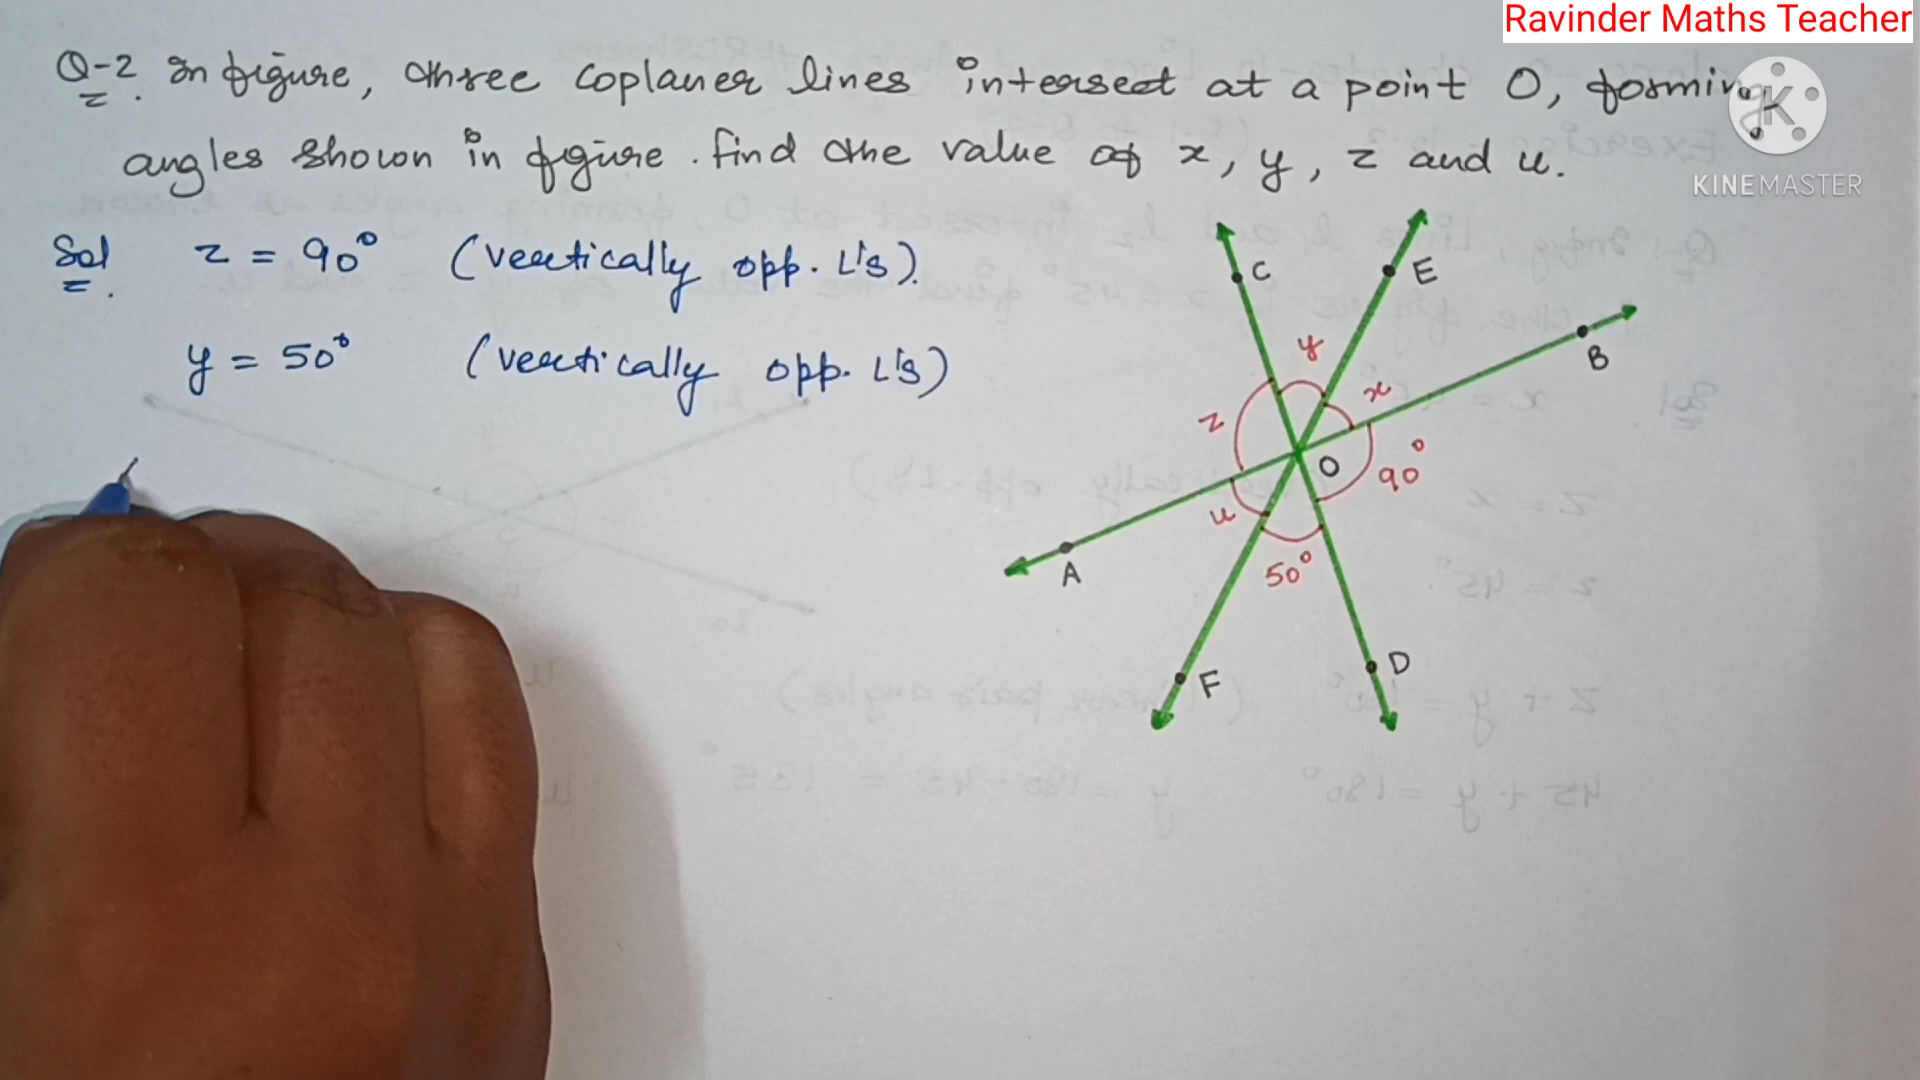 Ravinder Maths Teacher
Q-2. In figure, three coplaner lines intersect at a point O, forming
angles shown in figure. find the value of x, y, z and u.
KINEMASTER
Sol. z = 90° (vertically opp. L's).
y = 50° (vertically opp. L's)
C
E
B
y
x
z
O
90°
u
50°
A
F
D